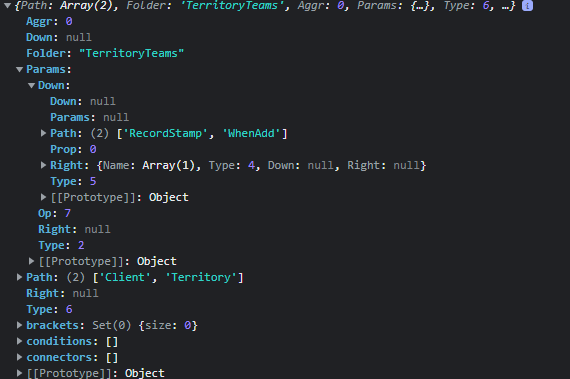 ▼{Path: Array(2), Folder: 'TerritoryTeams', Aggr: 0, Params: {…}, Type: 6, …} i
Aggr: 0
Down: null
Folder: "TerritoryTeams"
▼Params:
▼Down:
Down: null
Params: null
▶Path: (2) ['RecordStamp', 'WhenAdd']
Prop: 0
▶Right: {Name: Array(1), Type: 4, Down: null, Right: null}
Type: 5
▶[[Prototype]]: Object
Op: 7
Right: null
Type: 2
▶[[Prototype]]: Object
▶Path: (2) ['Client', 'Territory']
Right: null
Type: 6
▶brackets: Set(0) {size: 0}
▶conditions: []
▶connectors: []
▶[[Prototype]]: Object